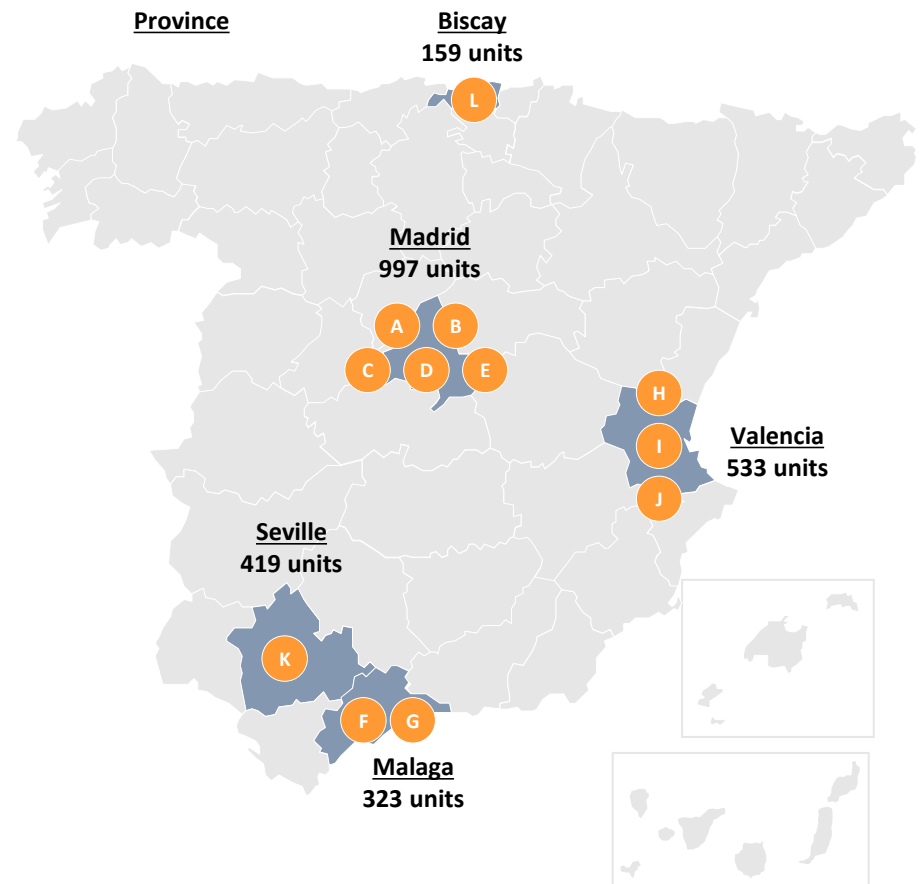 Province
Biscay
159 units
L
Madrid
997 units
A
B
C
D
E
H
I
J
Valencia
533 units
Seville
419 units
K
F
G
Malaga
323 units